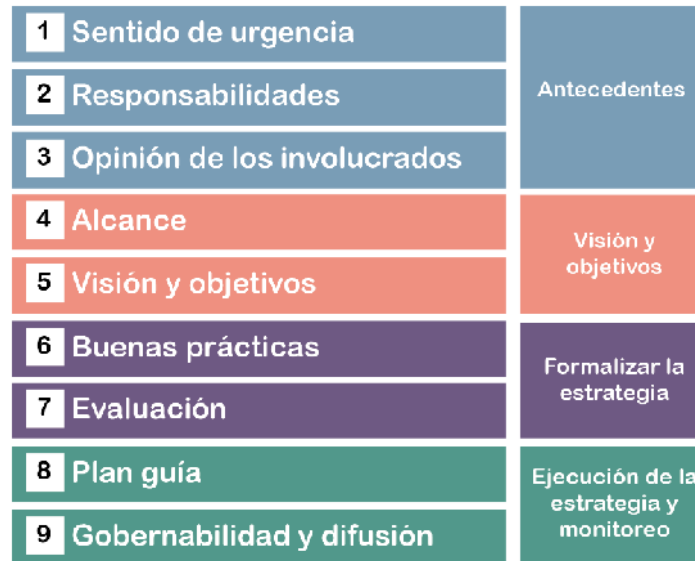 1 Sentido de urgencia
2 Responsabilidades
3 Opinión de los involucrados
Antecedentes
4 Alcance
5 Visión y objetivos
Visión y
objetivos
6 Buenas prácticas
7 Evaluación
Formalizar la
estrategia
8 Plan guía
9 Gobernabilidad y difusión
Ejecución de la
estrategia y
monitoreo